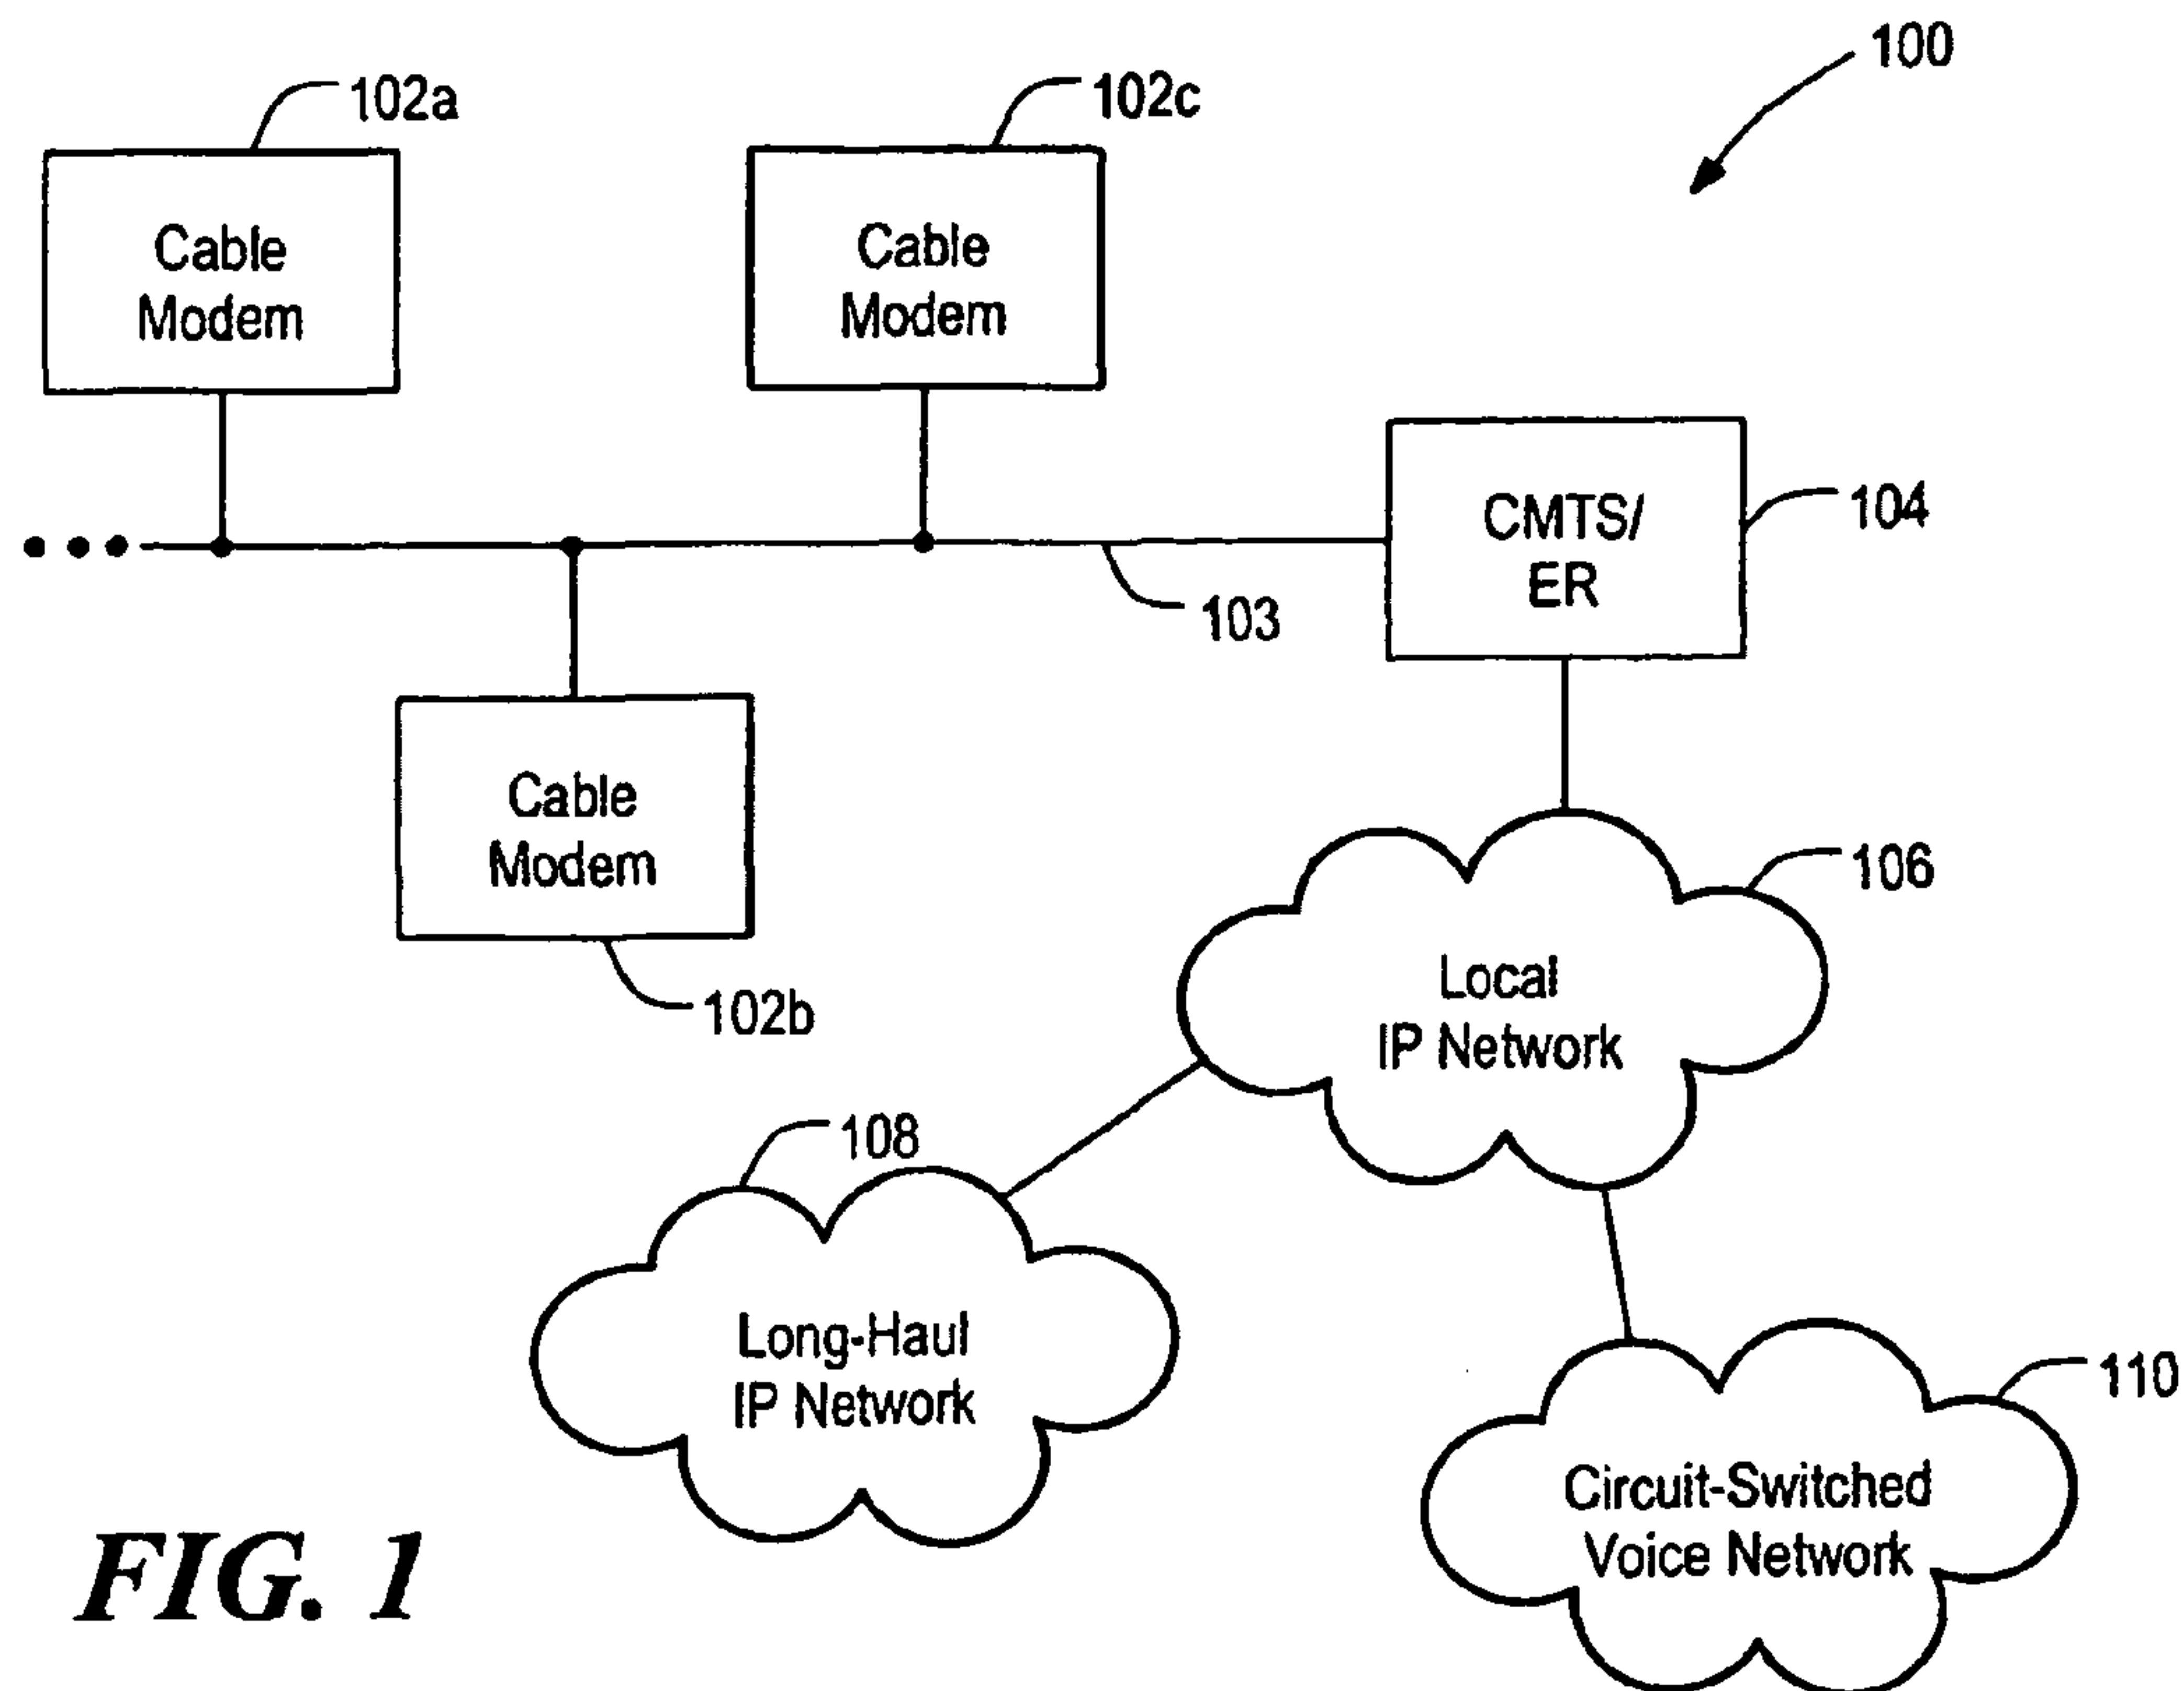 100
102a
102c
Cable
Modem
Cable
Modem
CMTS/
ER
104
103
Cable
Modem
102b
106
Local
IP Network
108
Long-Haul
IP Network
110
Circuit-Switched
Voice Network
FIG. 1